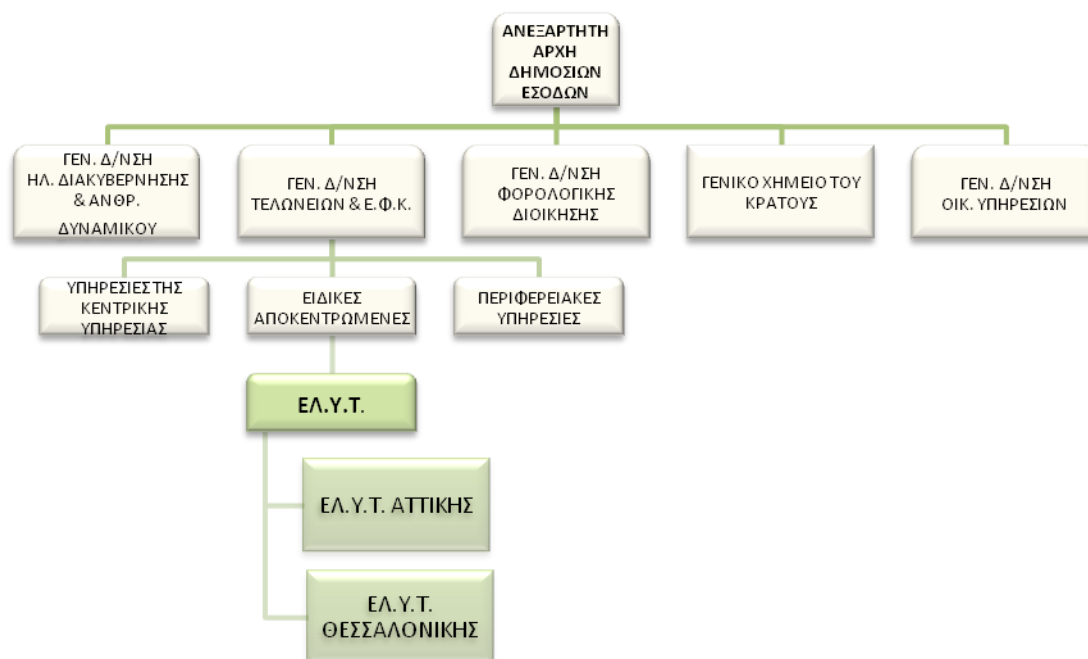 ΑΝΕΞΑΡΤΗΤΗ
ΑΡΧΗ
ΔΗΜΟΣΙΩΝ
ΕΣΟΔΩΝ
ΓΕΝ. Δ/ΝΣΗ
ΗΛ. ΔΙΑΚΥΒΕΡΝΗΣΗΣ
& ΑΝΘΡ.
ΔΥΝΑΜΙΚΟΥ
ΓΕΝ. Δ/ΝΣΗ
ΤΕΛΩΝΕΙΩΝ & Ε.Φ.Κ.
ΓΕΝ. Δ/ΝΣΗ
ΦΟΡΟΛΟΓΙΚΗΣ
ΔΙΟΙΚΗΣΗΣ
ΓΕΝΙΚΟ ΧΗΜΕΙΟ ΤΟΥ
ΚΡΑΤΟΥΣ
ΓΕΝ. Δ/ΝΣΗ
ΟΙΚ. ΥΠΗΡΕΣΙΩΝ
ΥΠΗΡΕΣΙΕΣ ΤΗΣ
ΚΕΝΤΡΙΚΗΣ
ΥΠΗΡΕΣΙΑΣ
ΕΙΔΙΚΕΣ
ΑΠΟΚΕΝΤΡΩΜΕΝΕΣ
ΠΕΡΙΦΕΡΕΙΑΚΕΣ
ΥΠΗΡΕΣΙΕΣ
ΕΛ.Υ.Τ.
ΕΛ.Υ.Τ. ΑΤΤΙΚΗΣ
ΕΛ.Υ.Τ.
ΘΕΣΣΑΛΟΝΙΚΗΣ